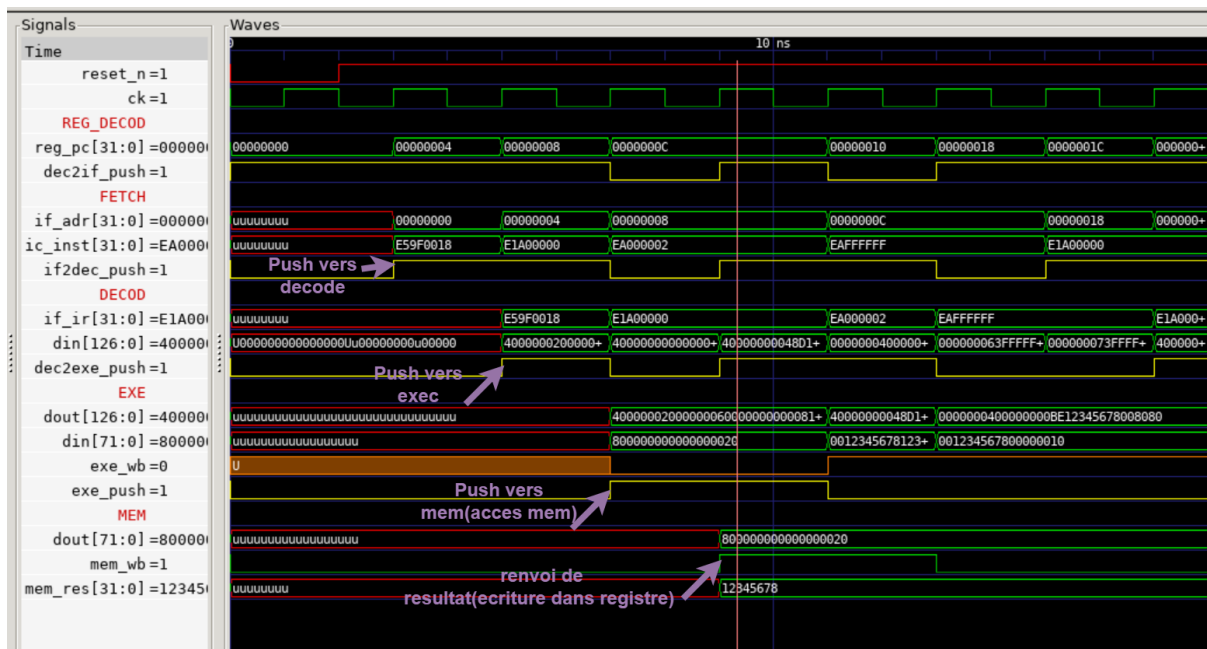 Signals
Waves
Time
0
10 ns
reset_n=1
ck=1
REG_DECOD
reg_pc[31:0]=000000
00000000
00000004
00000008
0000000C
00000010
00000018
0000001C
000000+
dec2if_push=1
FETCH
if_adr[31:0]=00000
uuuuuuuu
00000000
00000004
00000008
0000000C
00000018
000000+
ic_inst[31:0]=EA000
uuuuuuuu
E59F0018
E1A00000
EA000002
EAFFFFFF
E1A00000
if2dec_push=1
Push vers
decode
DECOD
if_ir[31:0]=E1A00
uuuuuuuu
E59F0018
E1A00000
EA000002
EAFFFFFF
E1A000+
din[126:0]=40000
U000000000000000Uu00000000u00000
4000000200000+
40000000000000+
40000000048D1+
0000000400000+
000000063FFFFF+
000000073FFFF+
400000+
dec2exe_push=1
Push vers
exec
EXE
dout[126:0]=40000
uuuuuuuuuuuuuuuuuuuuuuuuuuuuuuuu
40000002000000060000000000081+
40000000048D1+
0000000400000000BE12345678008080
din[71:0]=80000
uuuuuuuuuuuuuuuuuu
800000000000000020
0012345678123+
001234567800000010
exe_wb=0
U
exe_push=1
Push vers
mem(acces mem)
MEM
dout[71:0]=80000
uuuuuuuuuuuuuuuuuu
800000000000000020
mem_wb=1
renvoi de
resultat(ecriture dans registre)
mem_res[31:0]=12345
uuuuuuuu
12345678